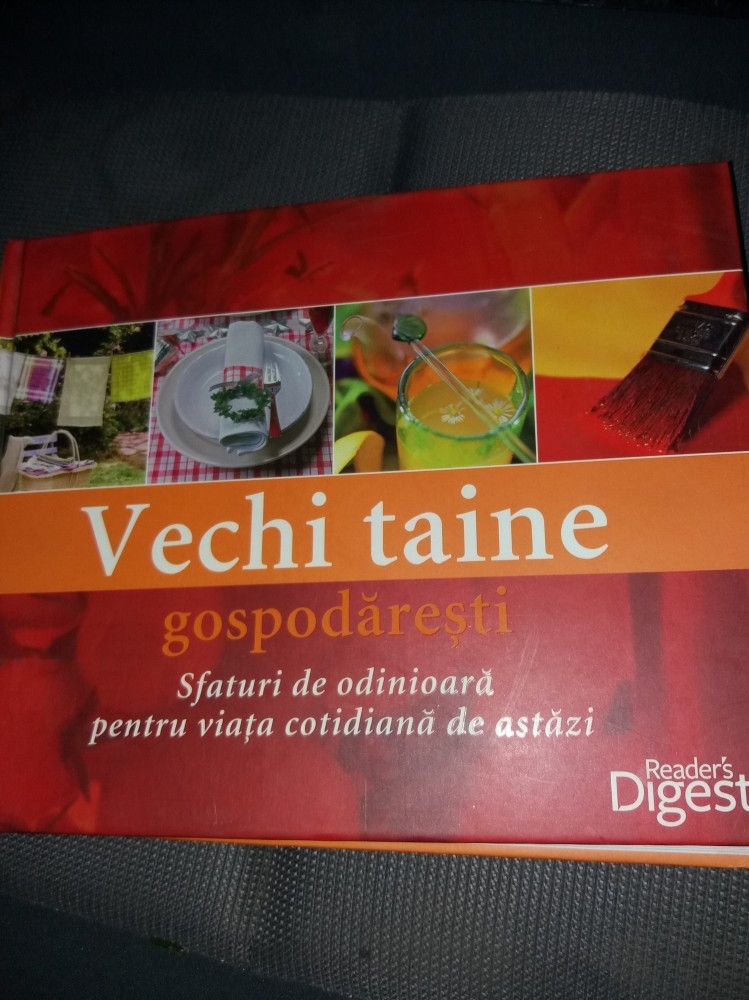 Vechi taine
gospodărești
Sfaturi de odinioară
pentru viața cotidiană de astăzi
Reader's
Digest